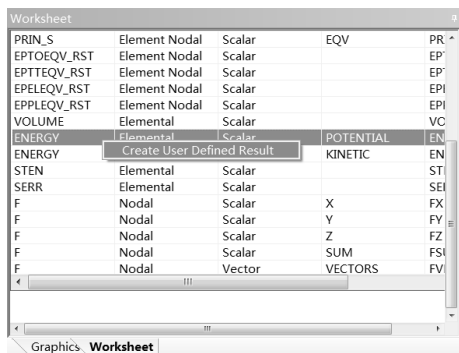 Worksheet
PRIN_S Element Nodal Scalar EQV PR
EPTOEQV_RST Element Nodal Scalar EP
EPTTEQV_RST Element Nodal Scalar EP
EPELEQV_RST Element Nodal Scalar EP
EPPLEQV_RST Element Nodal Scalar EP
VOLUME Elemental Scalar VO
ENERGY Elemental Scalar POTENTIAL EN
ENERGY Create User Defined Result KINETIC EN
STEN Elemental Scalar ST
SERR Elemental Scalar SE
F Nodal Scalar X FX
F Nodal Scalar Y FY
F Nodal Scalar Z FZ
F Nodal Scalar SUM FS
F Nodal Vector VECTORS FV
Graphics Worksheet